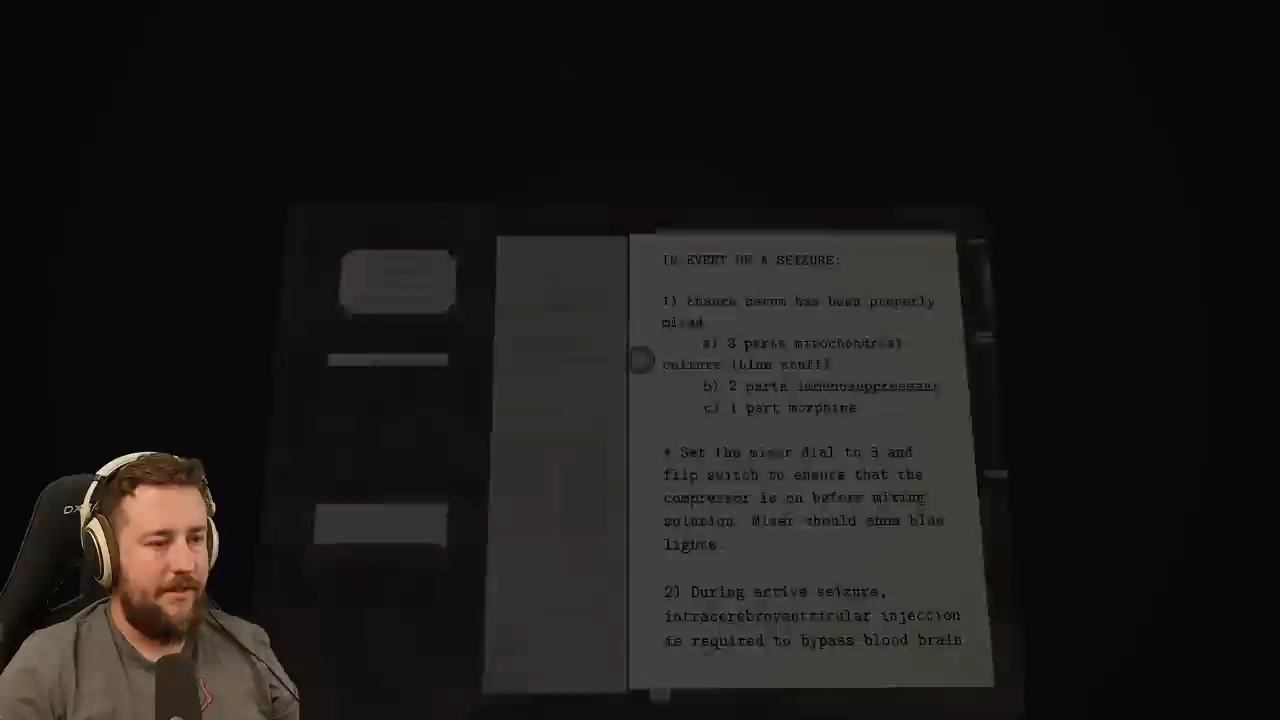 IN EVENT OF A SEIZURE:
1) Ensure serum has been properly
mixed
a) 3 parts mitochondrial
culture (blue stuff)
b) 2 parts immunosuppressant
c) 1 part morphine
* Set the mixer dial to 3 and
flip switch to ensure that the
compressor is on before mixing
solution. Mixer should show blue
lights.
2) During active seizure,
intracerebroventricular injection
is required to bypass blood brain